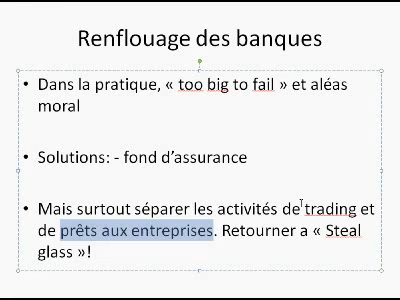 Renflouage des banques
• Dans la pratique, « too big to fail » et aléas
moral
• Solutions: - fond d’assurance
• Mais surtout séparer les activités de trading et
de prêts aux entreprises. Retourner a « Steal
glass »!